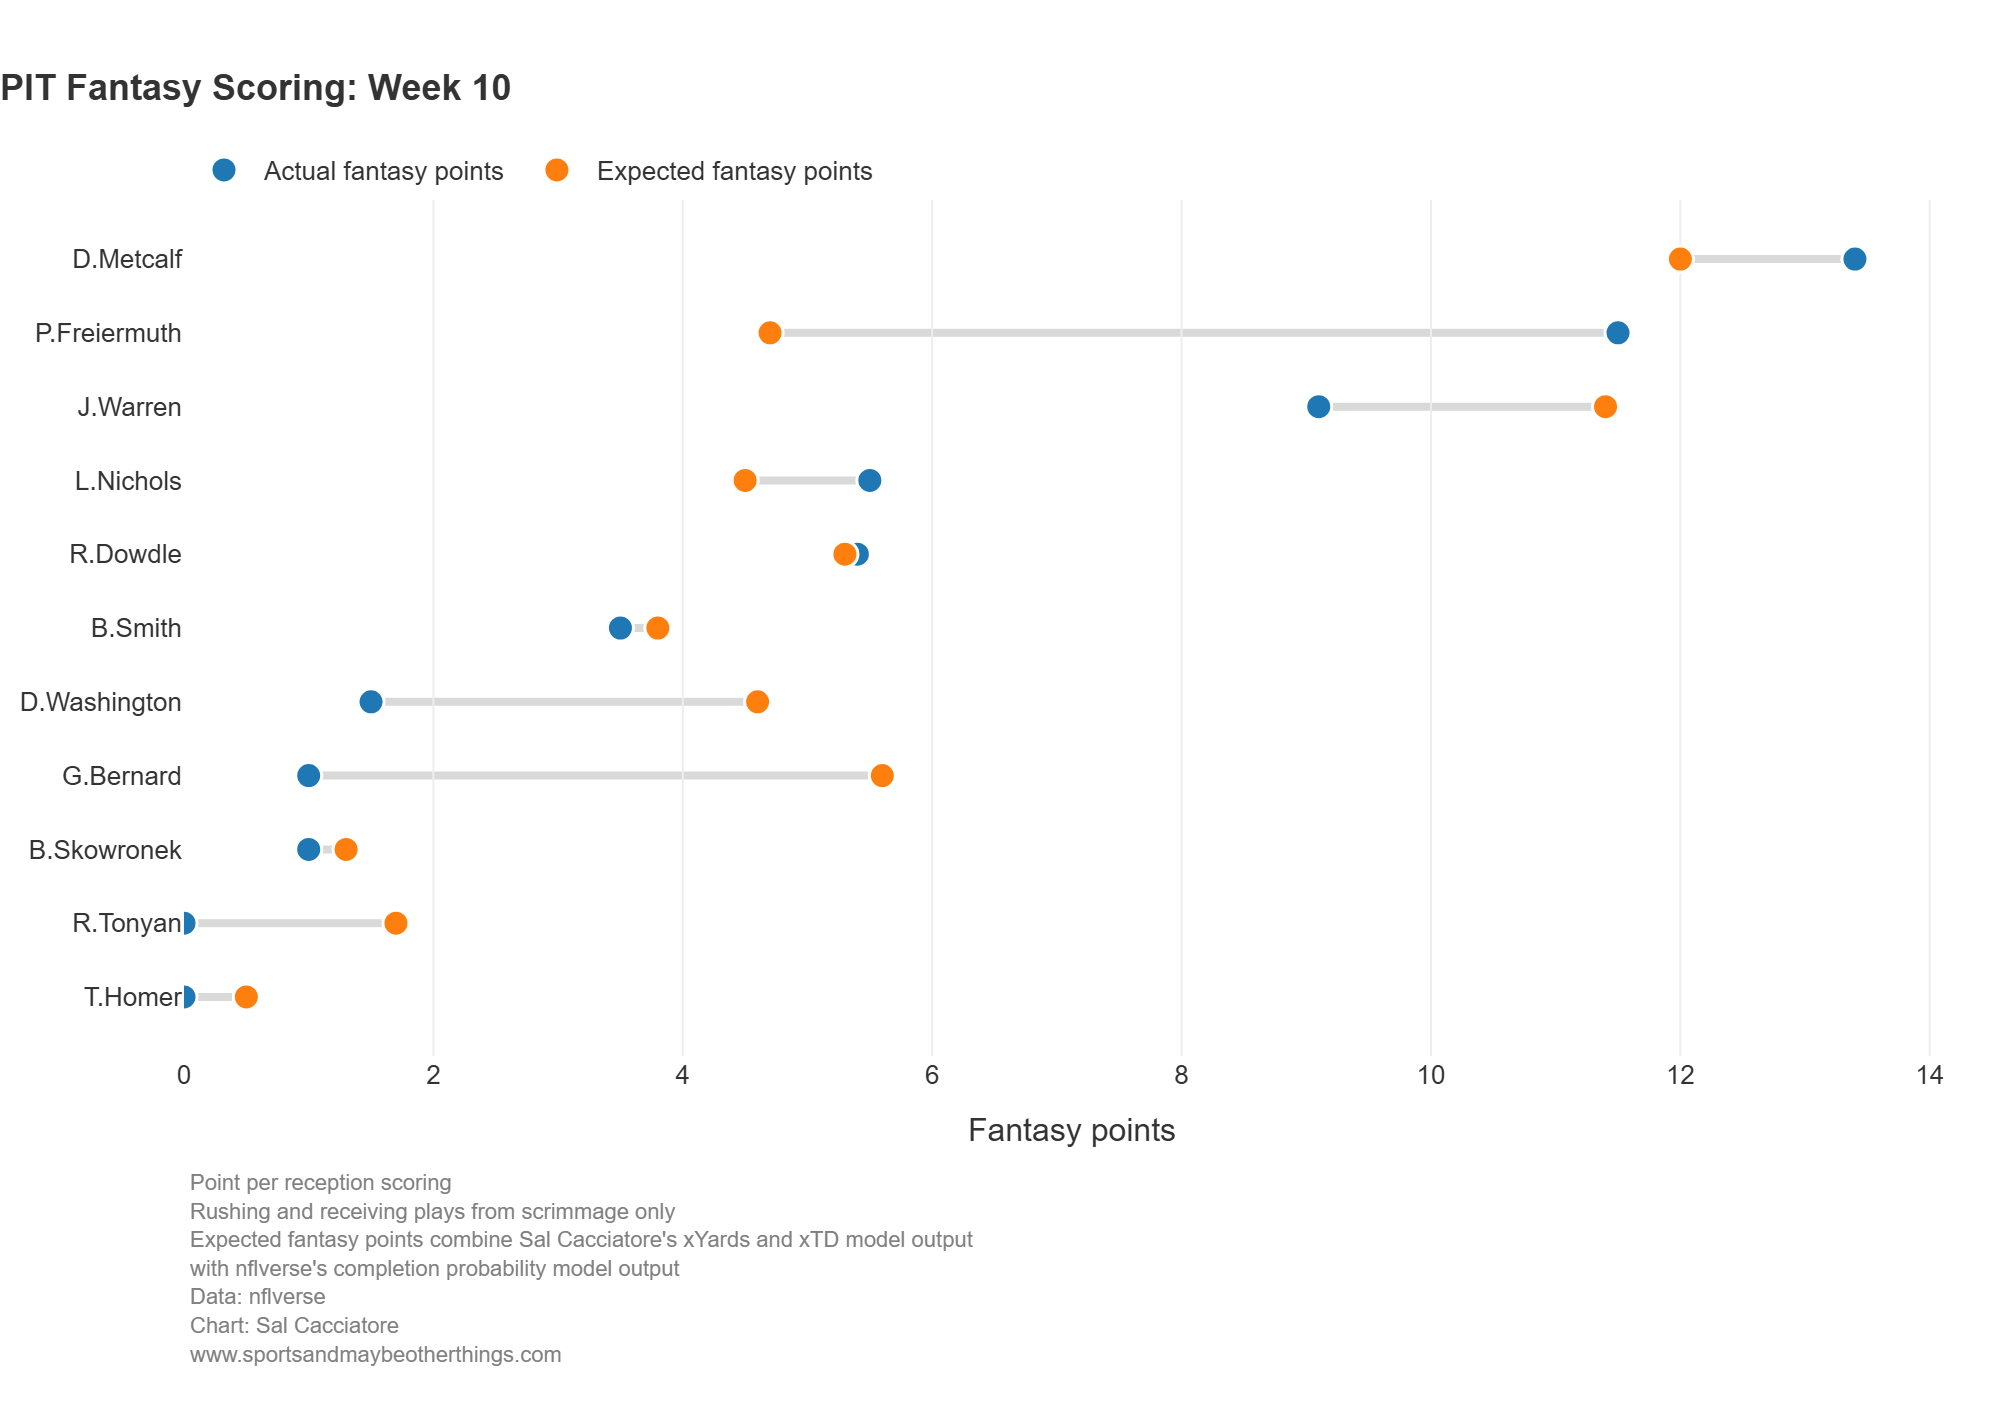 PIT Fantasy Scoring: Week 10
Actual fantasy points
Expected fantasy points
D.Metcalf
P.Freiermuth
J.Warren
L.Nichols
R.Dowdle
B.Smith
D.Washington
G.Bernard
B.Skowronek
R.Tonyan
T.Homer
0 2 4 6 8 10 12 14
Fantasy points
Point per reception scoring
Rushing and receiving plays from scrimmage only
Expected fantasy points combine Sal Cacciatore's xYards and xTD model output
with nflverse's completion probability model output
Data: nflverse
Chart: Sal Cacciatore
www.sportsandmaybeotherthings.com